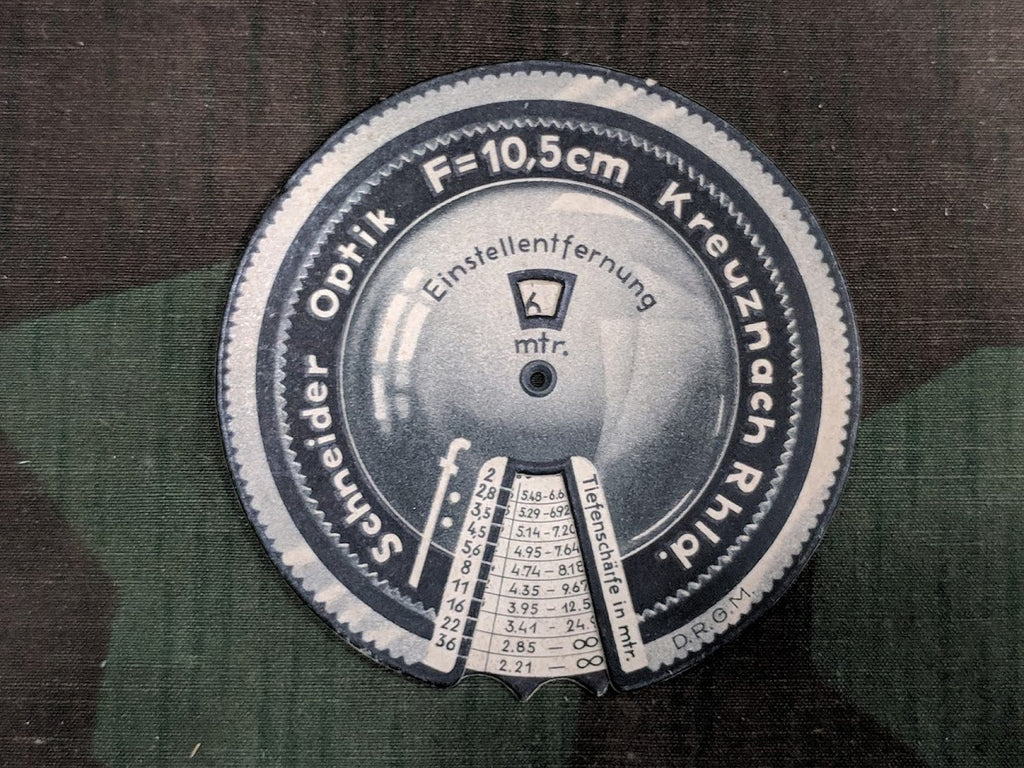 Schneider Optik F=10,5cm Kreuznach Rhld.
Einstellentfernung
6
mtr.
f:
2 5.48-6.6
2,8 5.29-6.92
3,5 5.14-7.20
4,5 4.95-7.64
5,6 4.74-8.18
8 4.35-9.67
11 3.95-12.5
16 3.41-24.
22 2.85-∞
36 2.21-∞
Tiefenschärfe in mtr.
D.R.G.M.